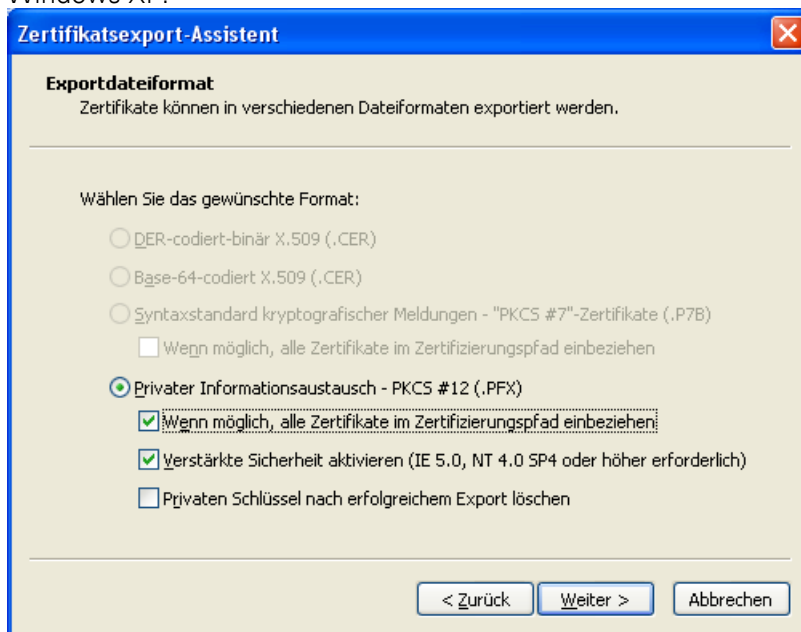 Windows XP:
Zertifikatsexport-Assistent
Exportdateiformat
Zertifikate können in verschiedenen Dateiformaten exportiert werden.
Wählen Sie das gewünschte Format:
DER-codiert-binär X.509 (.CER)
Base-64-codiert X.509 (.CER)
Syntaxstandard kryptografischer Meldungen - "PKCS #7"-Zertifikate (.P7B)
Wenn möglich, alle Zertifikate im Zertifizierungspfad einbeziehen
Privater Informationsaustausch - PKCS #12 (.PFX)
Wenn möglich, alle Zertifikate im Zertifizierungspfad einbeziehen
Verstärkte Sicherheit aktivieren (IE 5.0, NT 4.0 SP4 oder höher erforderlich)
Privaten Schlüssel nach erfolgreichem Export löschen
< Zurück Weiter > Abbrechen